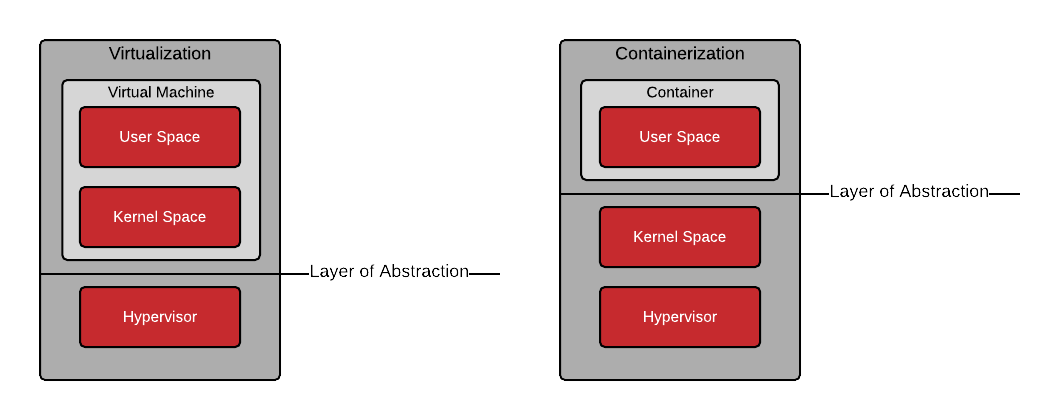 Virtualization
Virtual Machine
User Space
Kernel Space
Layer of Abstraction
Hypervisor
Containerization
Container
User Space
Layer of Abstraction
Kernel Space
Hypervisor